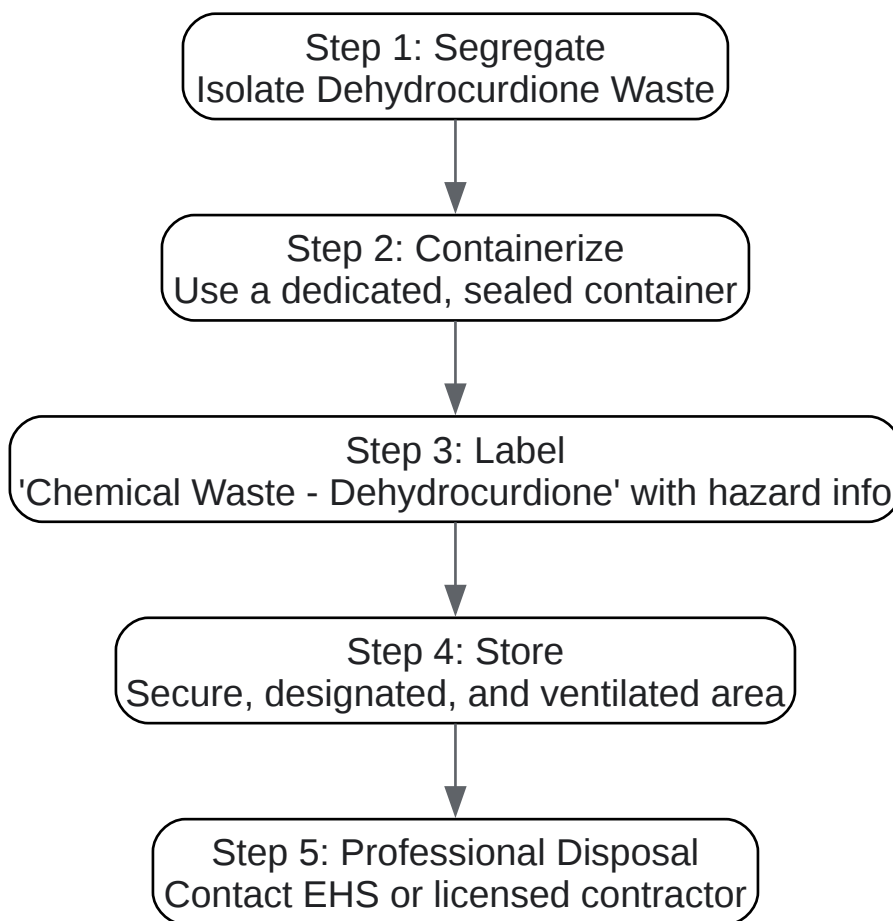 Step 1: Segregate
Isolate Dehydrocurdione Waste
Step 2: Containerize
Use a dedicated, sealed container
Step 3: Label
'Chemical Waste - Dehydrocurdione' with hazard info
Step 4: Store
Secure, designated, and ventilated area
Step 5: Professional Disposal
Contact EHS or licensed contractor